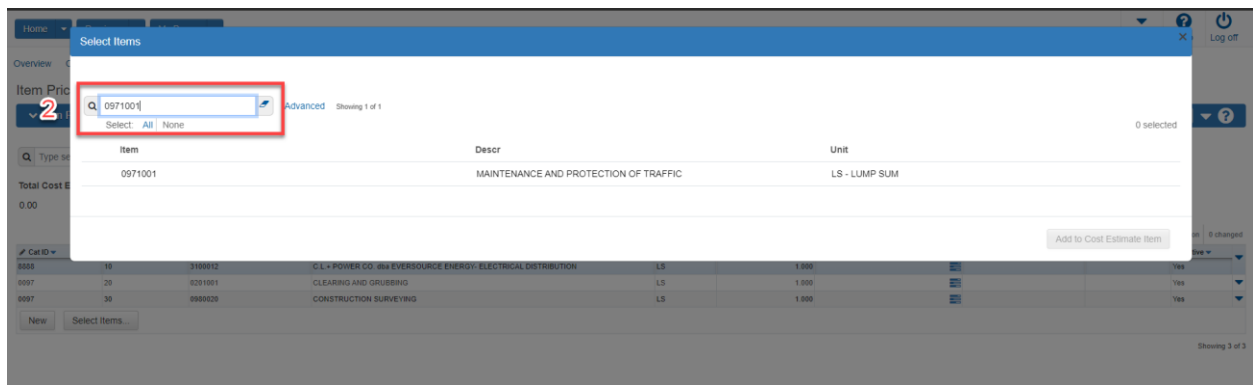 Home
Log off
Select Items
×
Overview
Item Pric
2
0971001
Advanced
Showing 1 of 1
Select: All None
0 selected
Type se
Item Descr Unit
0971001 MAINTENANCE AND PROTECTION OF TRAFFIC LS - LUMP SUM
Total Cost E
0.00
Add to Cost Estimate Item
0 changed
Cat ID
0088 10 3100012 C.L + POWER CO. dba EVERSOURCE ENERGY- ELECTRICAL DISTRIBUTION LS 1.000 Yes
0097 20 0201001 CLEARING AND GRUBBING LS 1.000 Yes
0097 30 0980020 CONSTRUCTION SURVEYING LS 1.000 Yes
New Select Items...
Showing 3 of 3